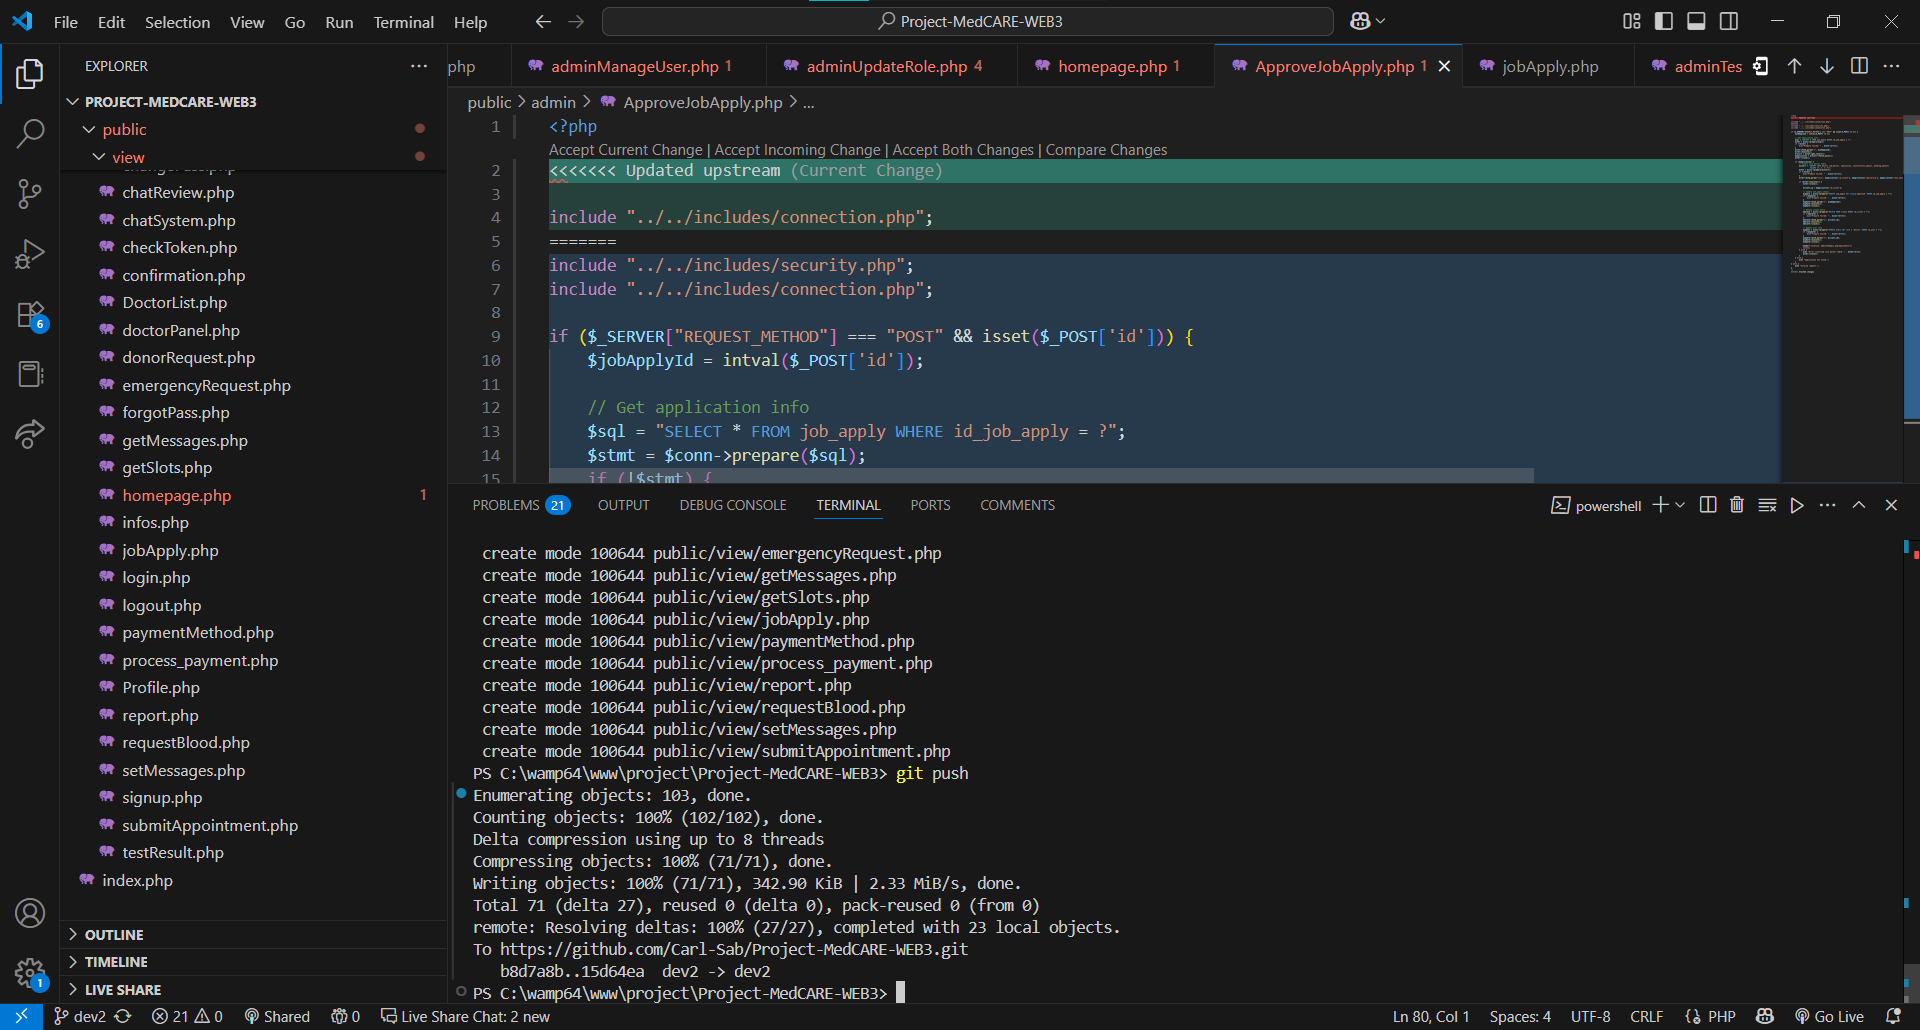 File Edit Selection View Go Run Terminal Help
Project-MedCARE-WEB3
EXPLORER
PROJECT-MEDCARE-WEB3
public
view
chatReview.php
chatSystem.php
checkToken.php
confirmation.php
DoctorList.php
doctorPanel.php
donorRequest.php
emergencyRequest.php
forgotPass.php
getMessages.php
getSlots.php
homepage.php 1
infos.php
jobApply.php
login.php
logout.php
paymentMethod.php
process_payment.php
Profile.php
report.php
requestBlood.php
setMessages.php
signup.php
submitAppointment.php
testResult.php
index.php
OUTLINE
TIMELINE
LIVE SHARE
6
1
php adminManageUser.php 1 adminUpdateRole.php 4 homepage.php 1 ApproveJobApply.php 1 jobApply.php adminTes
public > admin > ApproveJobApply.php > ...
1 <?php
Accept Current Change | Accept Incoming Change | Accept Both Changes | Compare Changes
2 <<<<<<< Updated upstream (Current Change)
3
4 include "../../includes/connection.php";
5 =======
6 include "../../includes/security.php";
7 include "../../includes/connection.php";
8
9 if ($_SERVER["REQUEST_METHOD"] === "POST" && isset($_POST['id'])) {
10 $jobApplyId = intval($_POST['id']);
11
12 // Get application info
13 $sql = "SELECT * FROM job_apply WHERE id_job_apply = ?";
14 $stmt = $conn->prepare($sql);
15 if (!$stmt) {
PROBLEMS 21 OUTPUT DEBUG CONSOLE TERMINAL PORTS COMMENTS
powershell
create mode 100644 public/view/emergencyRequest.php
create mode 100644 public/view/getMessages.php
create mode 100644 public/view/getSlots.php
create mode 100644 public/view/jobApply.php
create mode 100644 public/view/paymentMethod.php
create mode 100644 public/view/process_payment.php
create mode 100644 public/view/report.php
create mode 100644 public/view/requestBlood.php
create mode 100644 public/view/setMessages.php
create mode 100644 public/view/submitAppointment.php
PS C:\wamp64\www\project\Project-MedCARE-WEB3> git push
Enumerating objects: 103, done.
Counting objects: 100% (102/102), done.
Delta compression using up to 8 threads
Compressing objects: 100% (71/71), done.
Writing objects: 100% (71/71), 342.90 KiB | 2.33 MiB/s, done.
Total 71 (delta 27), reused 0 (delta 0), pack-reused 0 (from 0)
remote: Resolving deltas: 100% (27/27), completed with 23 local objects.
To https://github.com/Carl-Sab/Project-MedCARE-WEB3.git
b8d7a8b..15d64ea dev2 -> dev2
PS C:\wamp64\www\project\Project-MedCARE-WEB3>
dev2 21 0 Shared 0 Live Share Chat: 2 new
Ln 80, Col 1 Spaces: 4 UTF-8 CRLF {} PHP Go Live